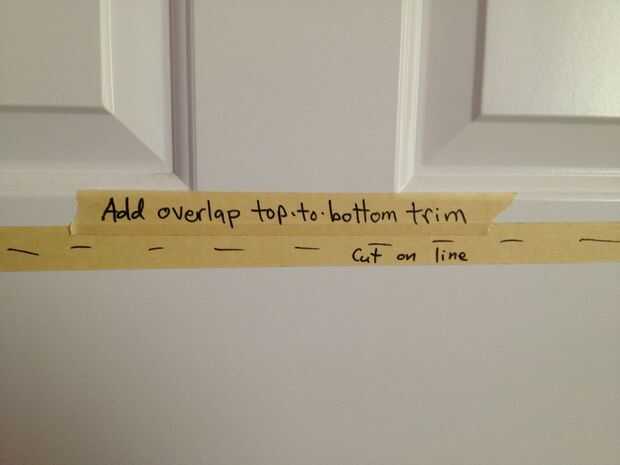 Add overlap top-to-bottom trim
Cut on line